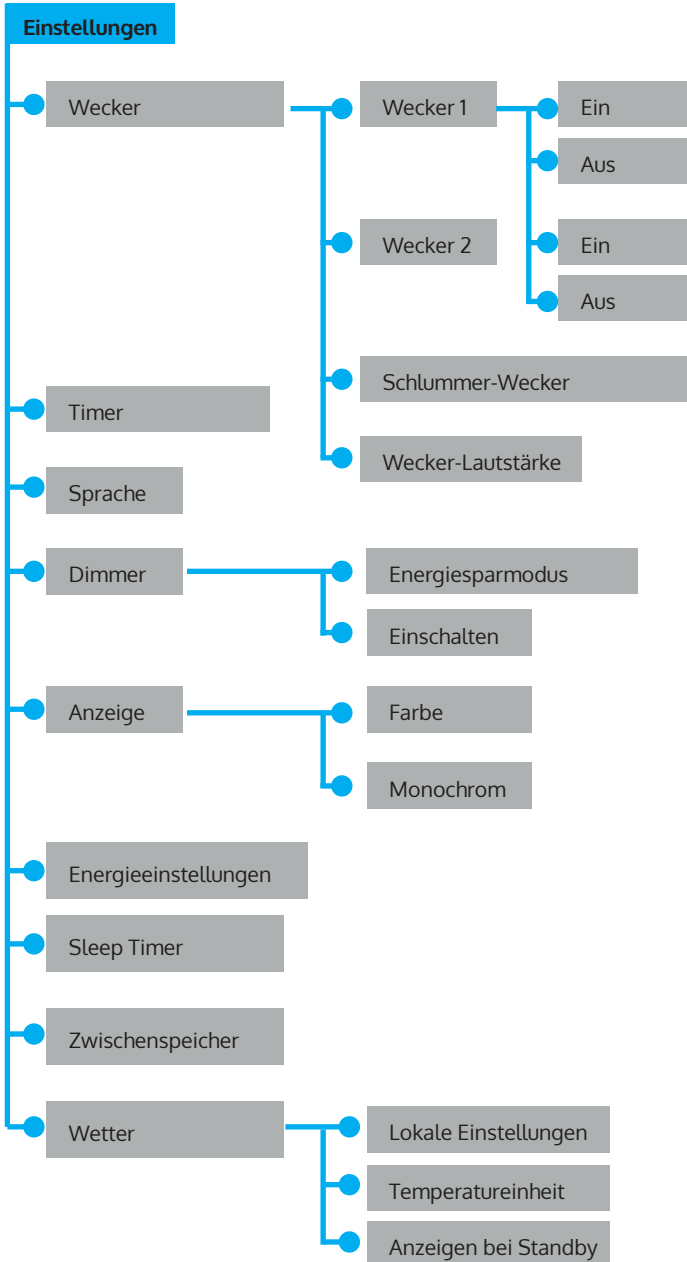 Einstellungen
Wecker
Wecker 1
Ein
Aus
Wecker 2
Ein
Aus
Schlummer-Wecker
Wecker-Lautstärke
Timer
Sprache
Dimmer
Energiesparmodus
Einschalten
Anzeige
Farbe
Monochrom
Energieeinstellungen
Sleep Timer
Zwischenspeicher
Wetter
Lokale Einstellungen
Temperatureinheit
Anzeigen bei Standby